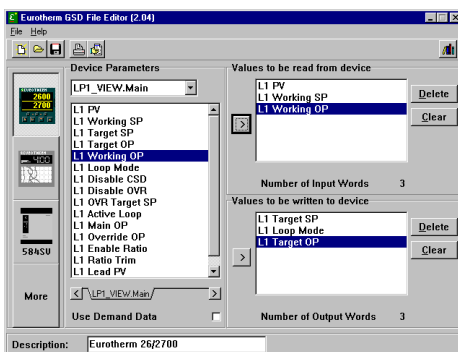 Eurotherm GSD File Editor (2.04)
File Help
Device Parameters
LP1_VIEW.Main
L1 PV
L1 Working SP
L1 Target SP
L1 Target OP
L1 Working OP
L1 Loop Mode
L1 Disable CSD
L1 Disable OVR
L1 OVR Target SP
L1 Active Loop
L1 Main OP
L1 Override OP
L1 Enable Ratio
L1 Ratio Trim
L1 Lead PV
LP1_VIEW.Main
Use Demand Data
2600
2700
584SV
More
Values to be read from device
L1 PV
L1 Working SP
L1 Working OP
Delete
Clear
Number of Input Words 3
Values to be written to device
L1 Target SP
L1 Loop Mode
L1 Target OP
Delete
Clear
Number of Output Words 3
Description: Eurotherm 26/2700